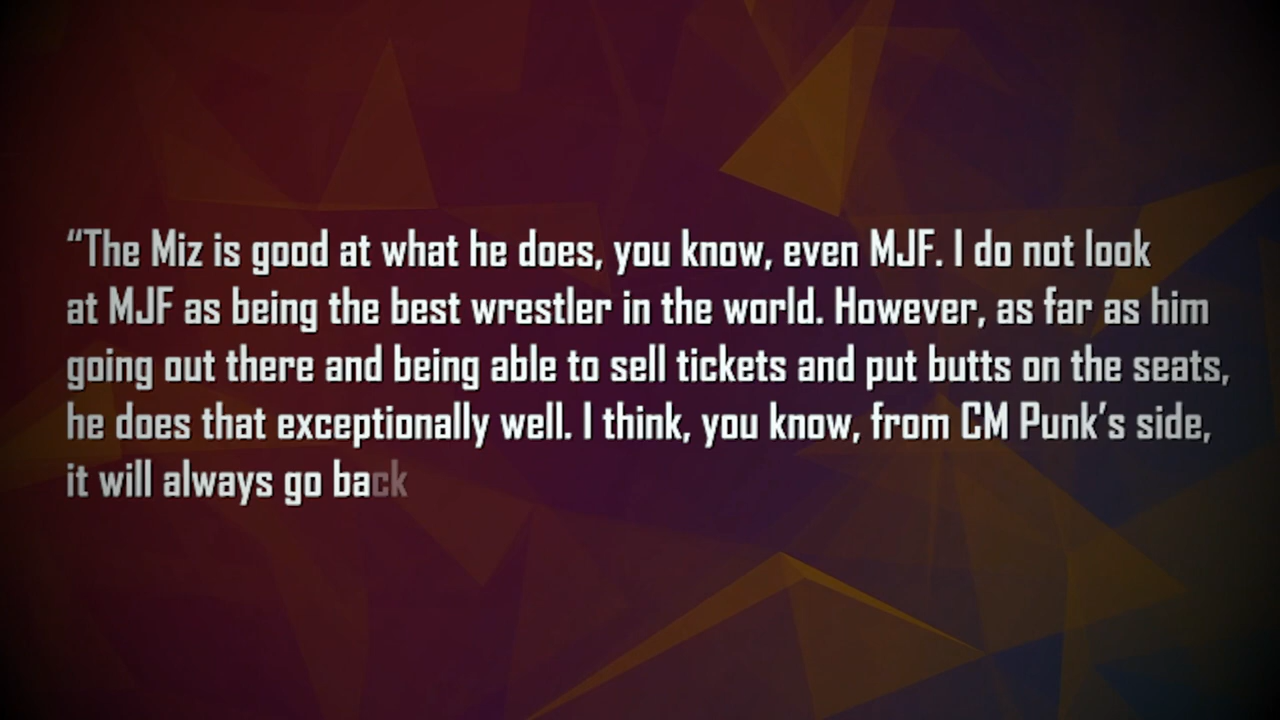 “The Miz is good at what he does, you know, even MJF. I do not look
at MJF as being the best wrestler in the world. However, as far as him
going out there and being able to sell tickets and put butts on the seats,
he does that exceptionally well. I think, you know, from CM Punk’s side,
it will always go back